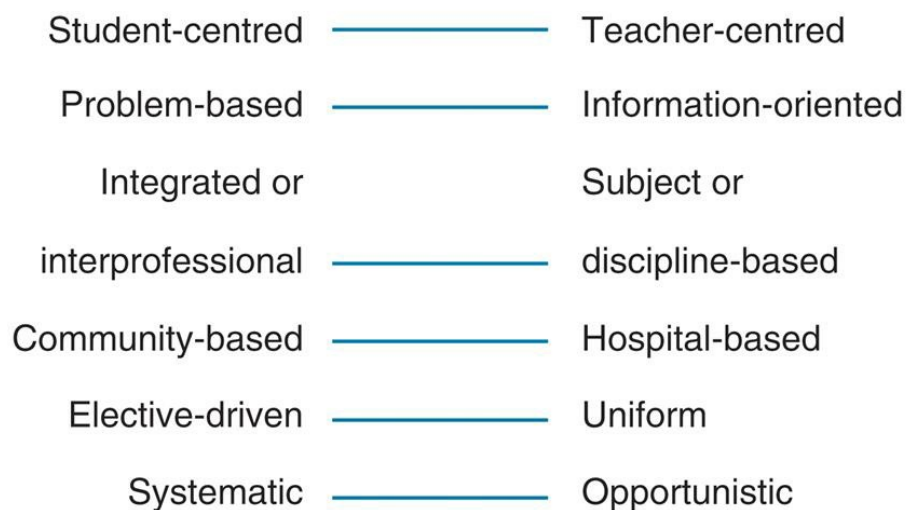 Student-centred Teacher-centred
Problem-based Information-oriented
Integrated or Subject or
interprofessional discipline-based
Community-based Hospital-based
Elective-driven Uniform
Systematic Opportunistic